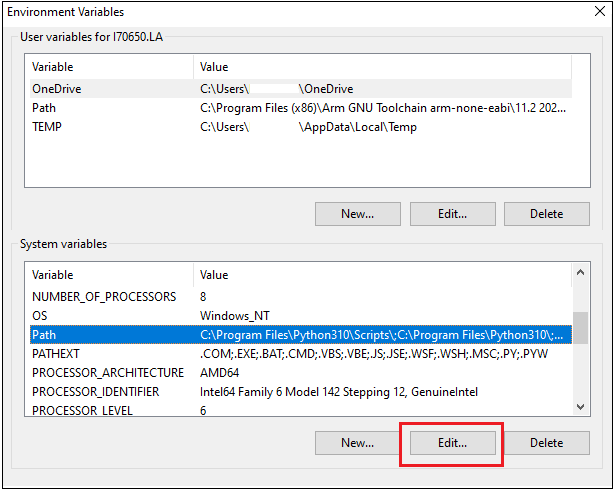 Environment Variables
User variables for I70650.LA
Variable Value
OneDrive C:\Users\ \OneDrive
Path C:\Program Files (x86)\Arm GNU Toolchain arm-none-eabi\11.2 202...
TEMP C:\Users\ \AppData\Local\Temp
New... Edit... Delete
System variables
Variable Value
NUMBER_OF_PROCESSORS 8
OS Windows_NT
Path C:\Program Files\Python310\Scripts\;C:\Program Files\Python310\;...
PATHEXT .COM;.EXE;.BAT;.CMD;.VBS;.VBE;.JS;.JSE;.WSF;.WSH;.MSC;.PY;.PYW
PROCESSOR_ARCHITECTURE AMD64
PROCESSOR_IDENTIFIER Intel64 Family 6 Model 142 Stepping 12, GenuineIntel
PROCESSOR_LEVEL 6
New... Edit... Delete